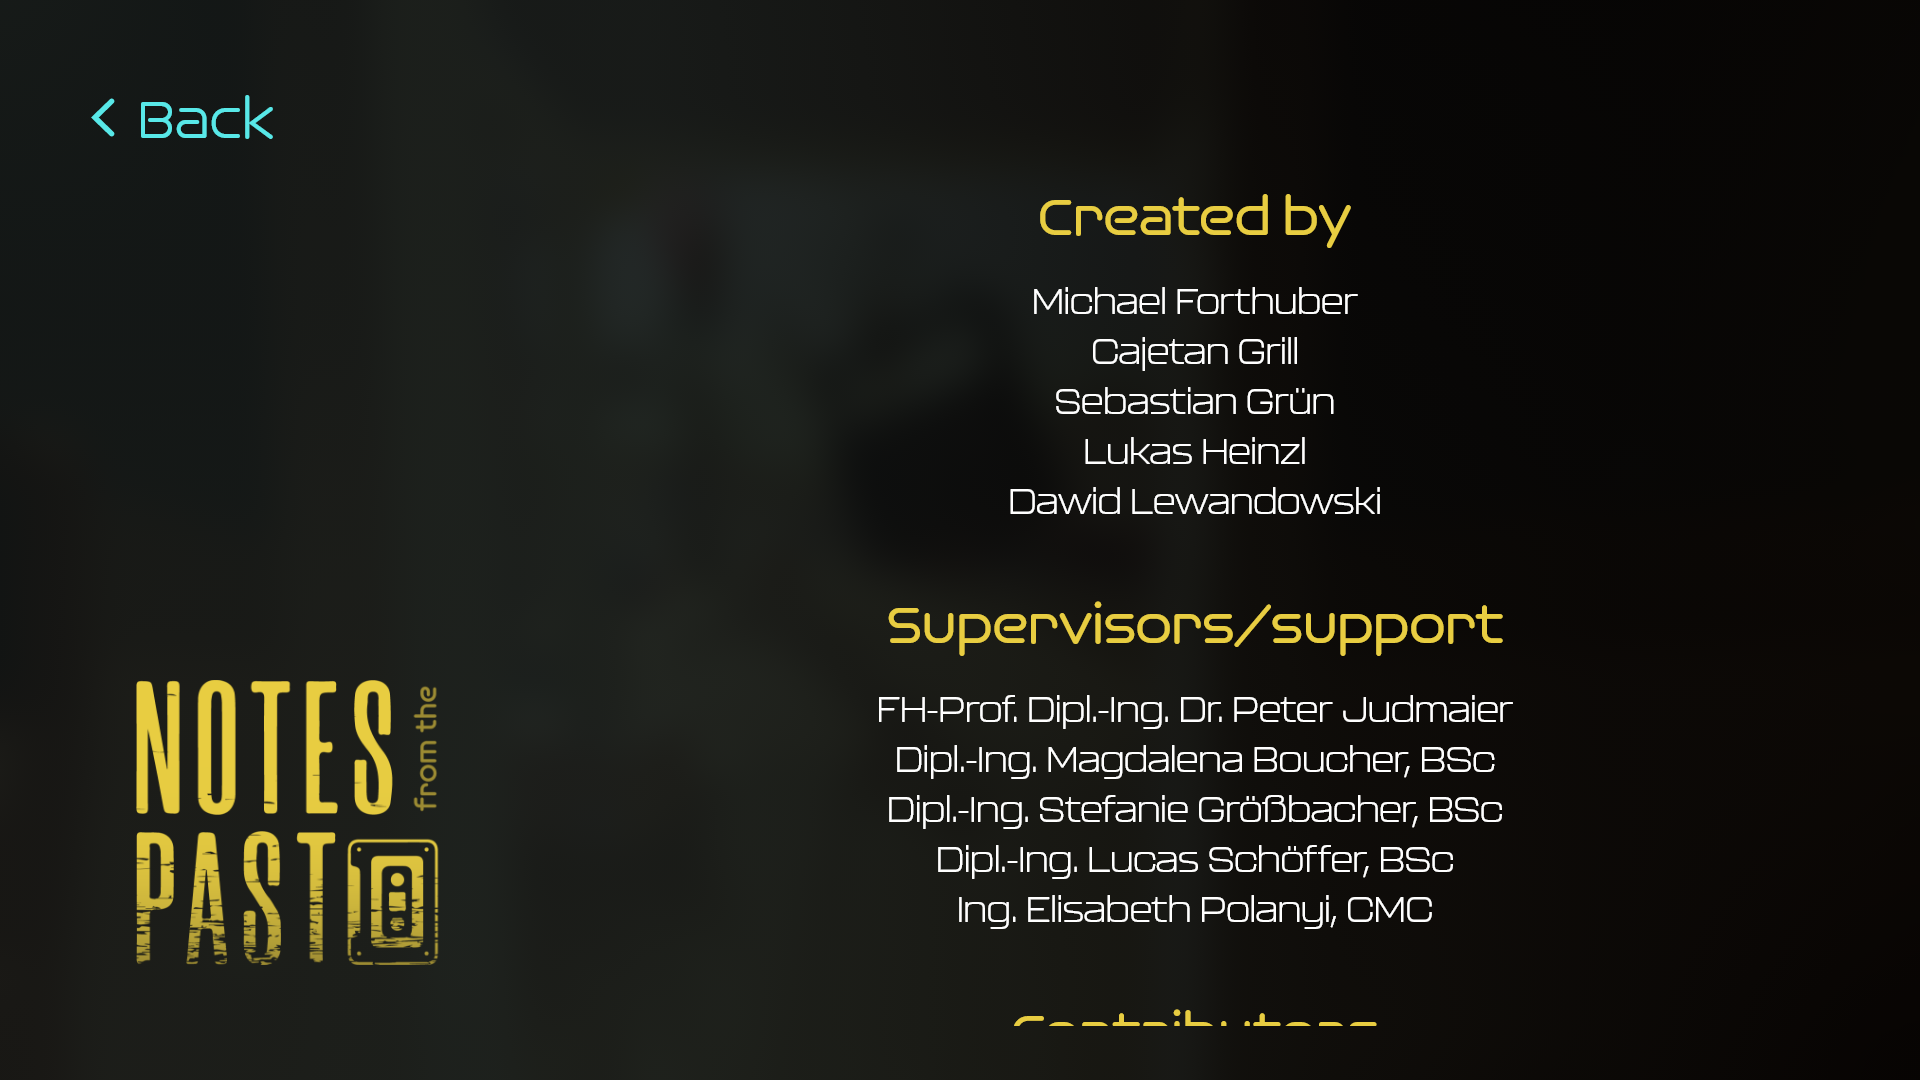 < Back
Created by
Michael Forthuber
Cajetan Grill
Sebastian Grün
Lukas Heinzl
Dawid Lewandowski
Supervisors/support
FH-Prof. Dipl.-Ing. Dr. Peter Judmaier
Dipl.-Ing. Magdalena Boucher, BSc
Dipl.-Ing. Stefanie Größbacher, BSc
Dipl.-Ing. Lucas Schöffer, BSc
Ing. Elisabeth Polanyi, CMC
Contributors
NOTES
from the
PAST